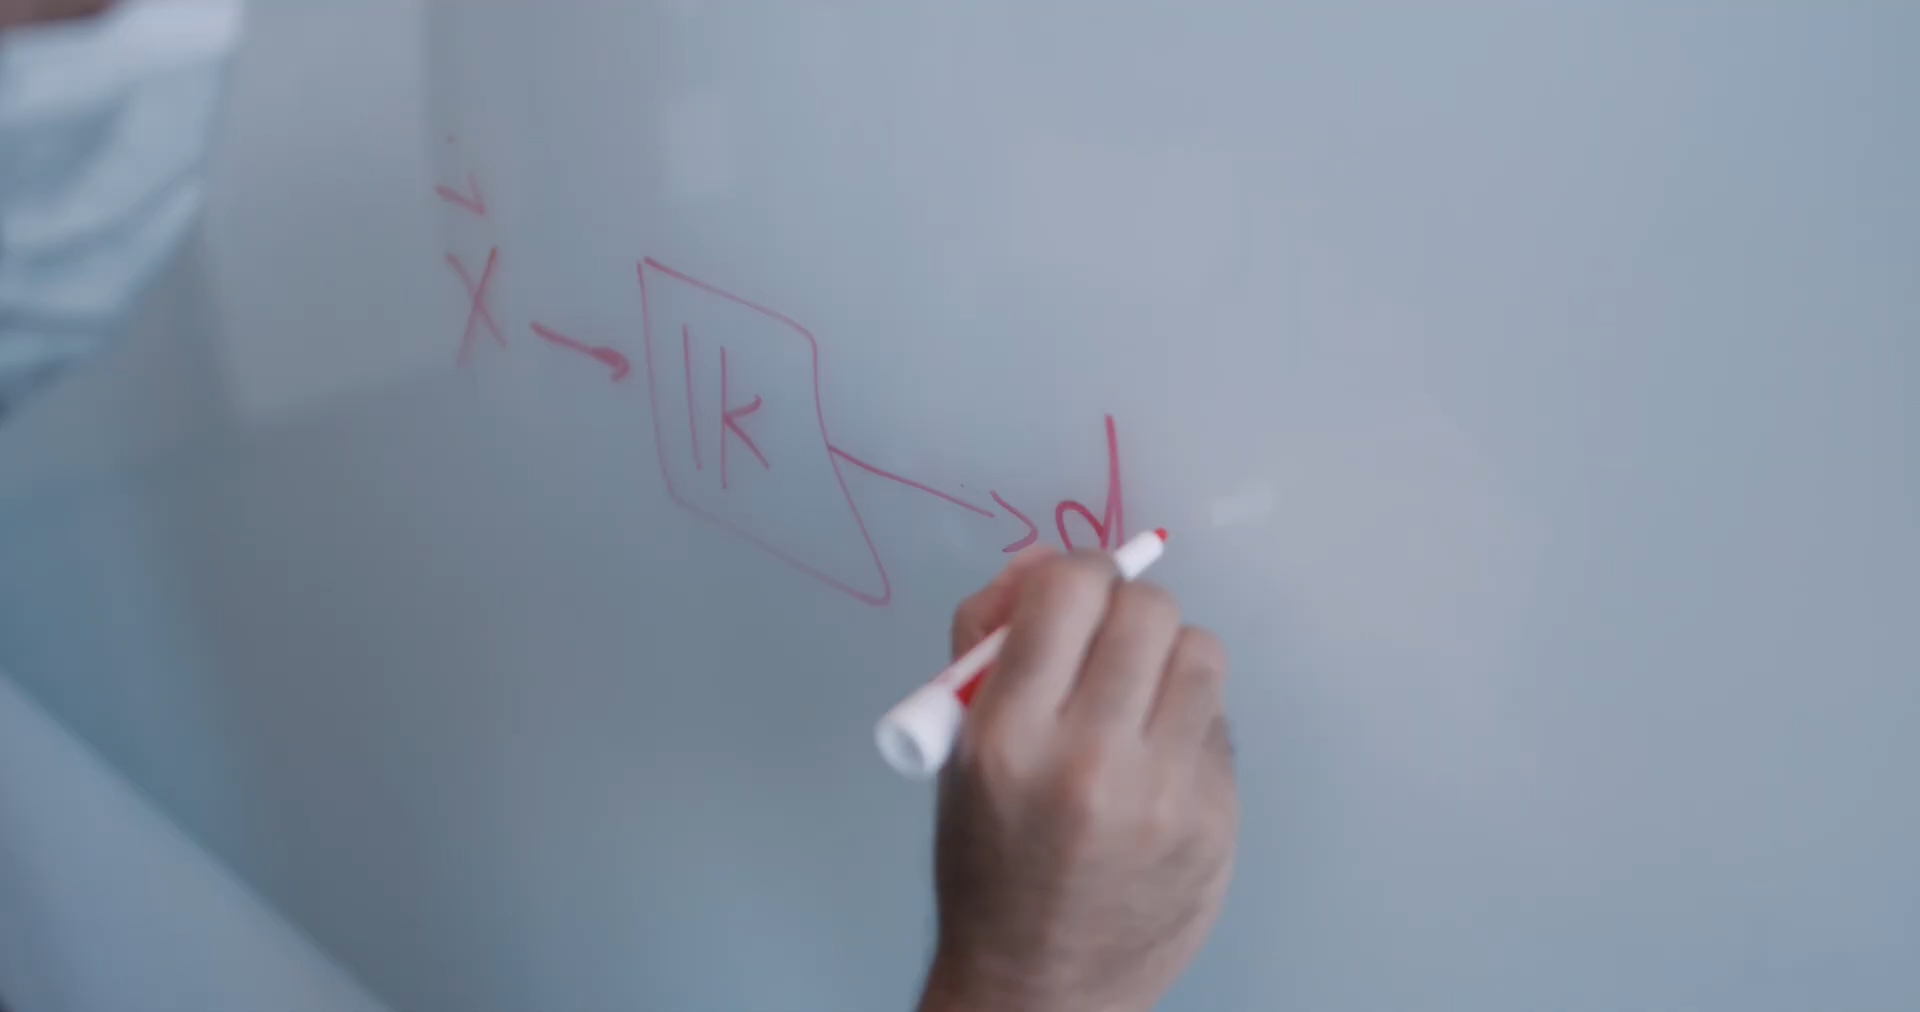 X → lk → d